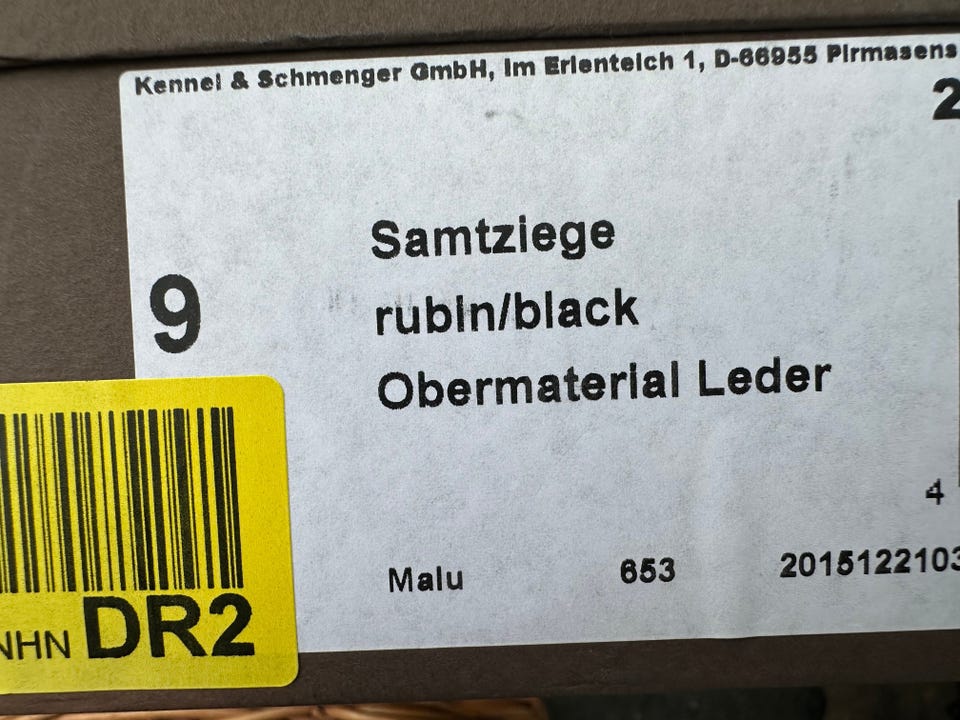 Kennel & Schmenger GmbH, Im Erlenteich 1, D-66955 Pirmasens
2
Samtziege
9
rubin/black
Obermaterial Leder
4
Malu 653 2015122103
NHN DR2